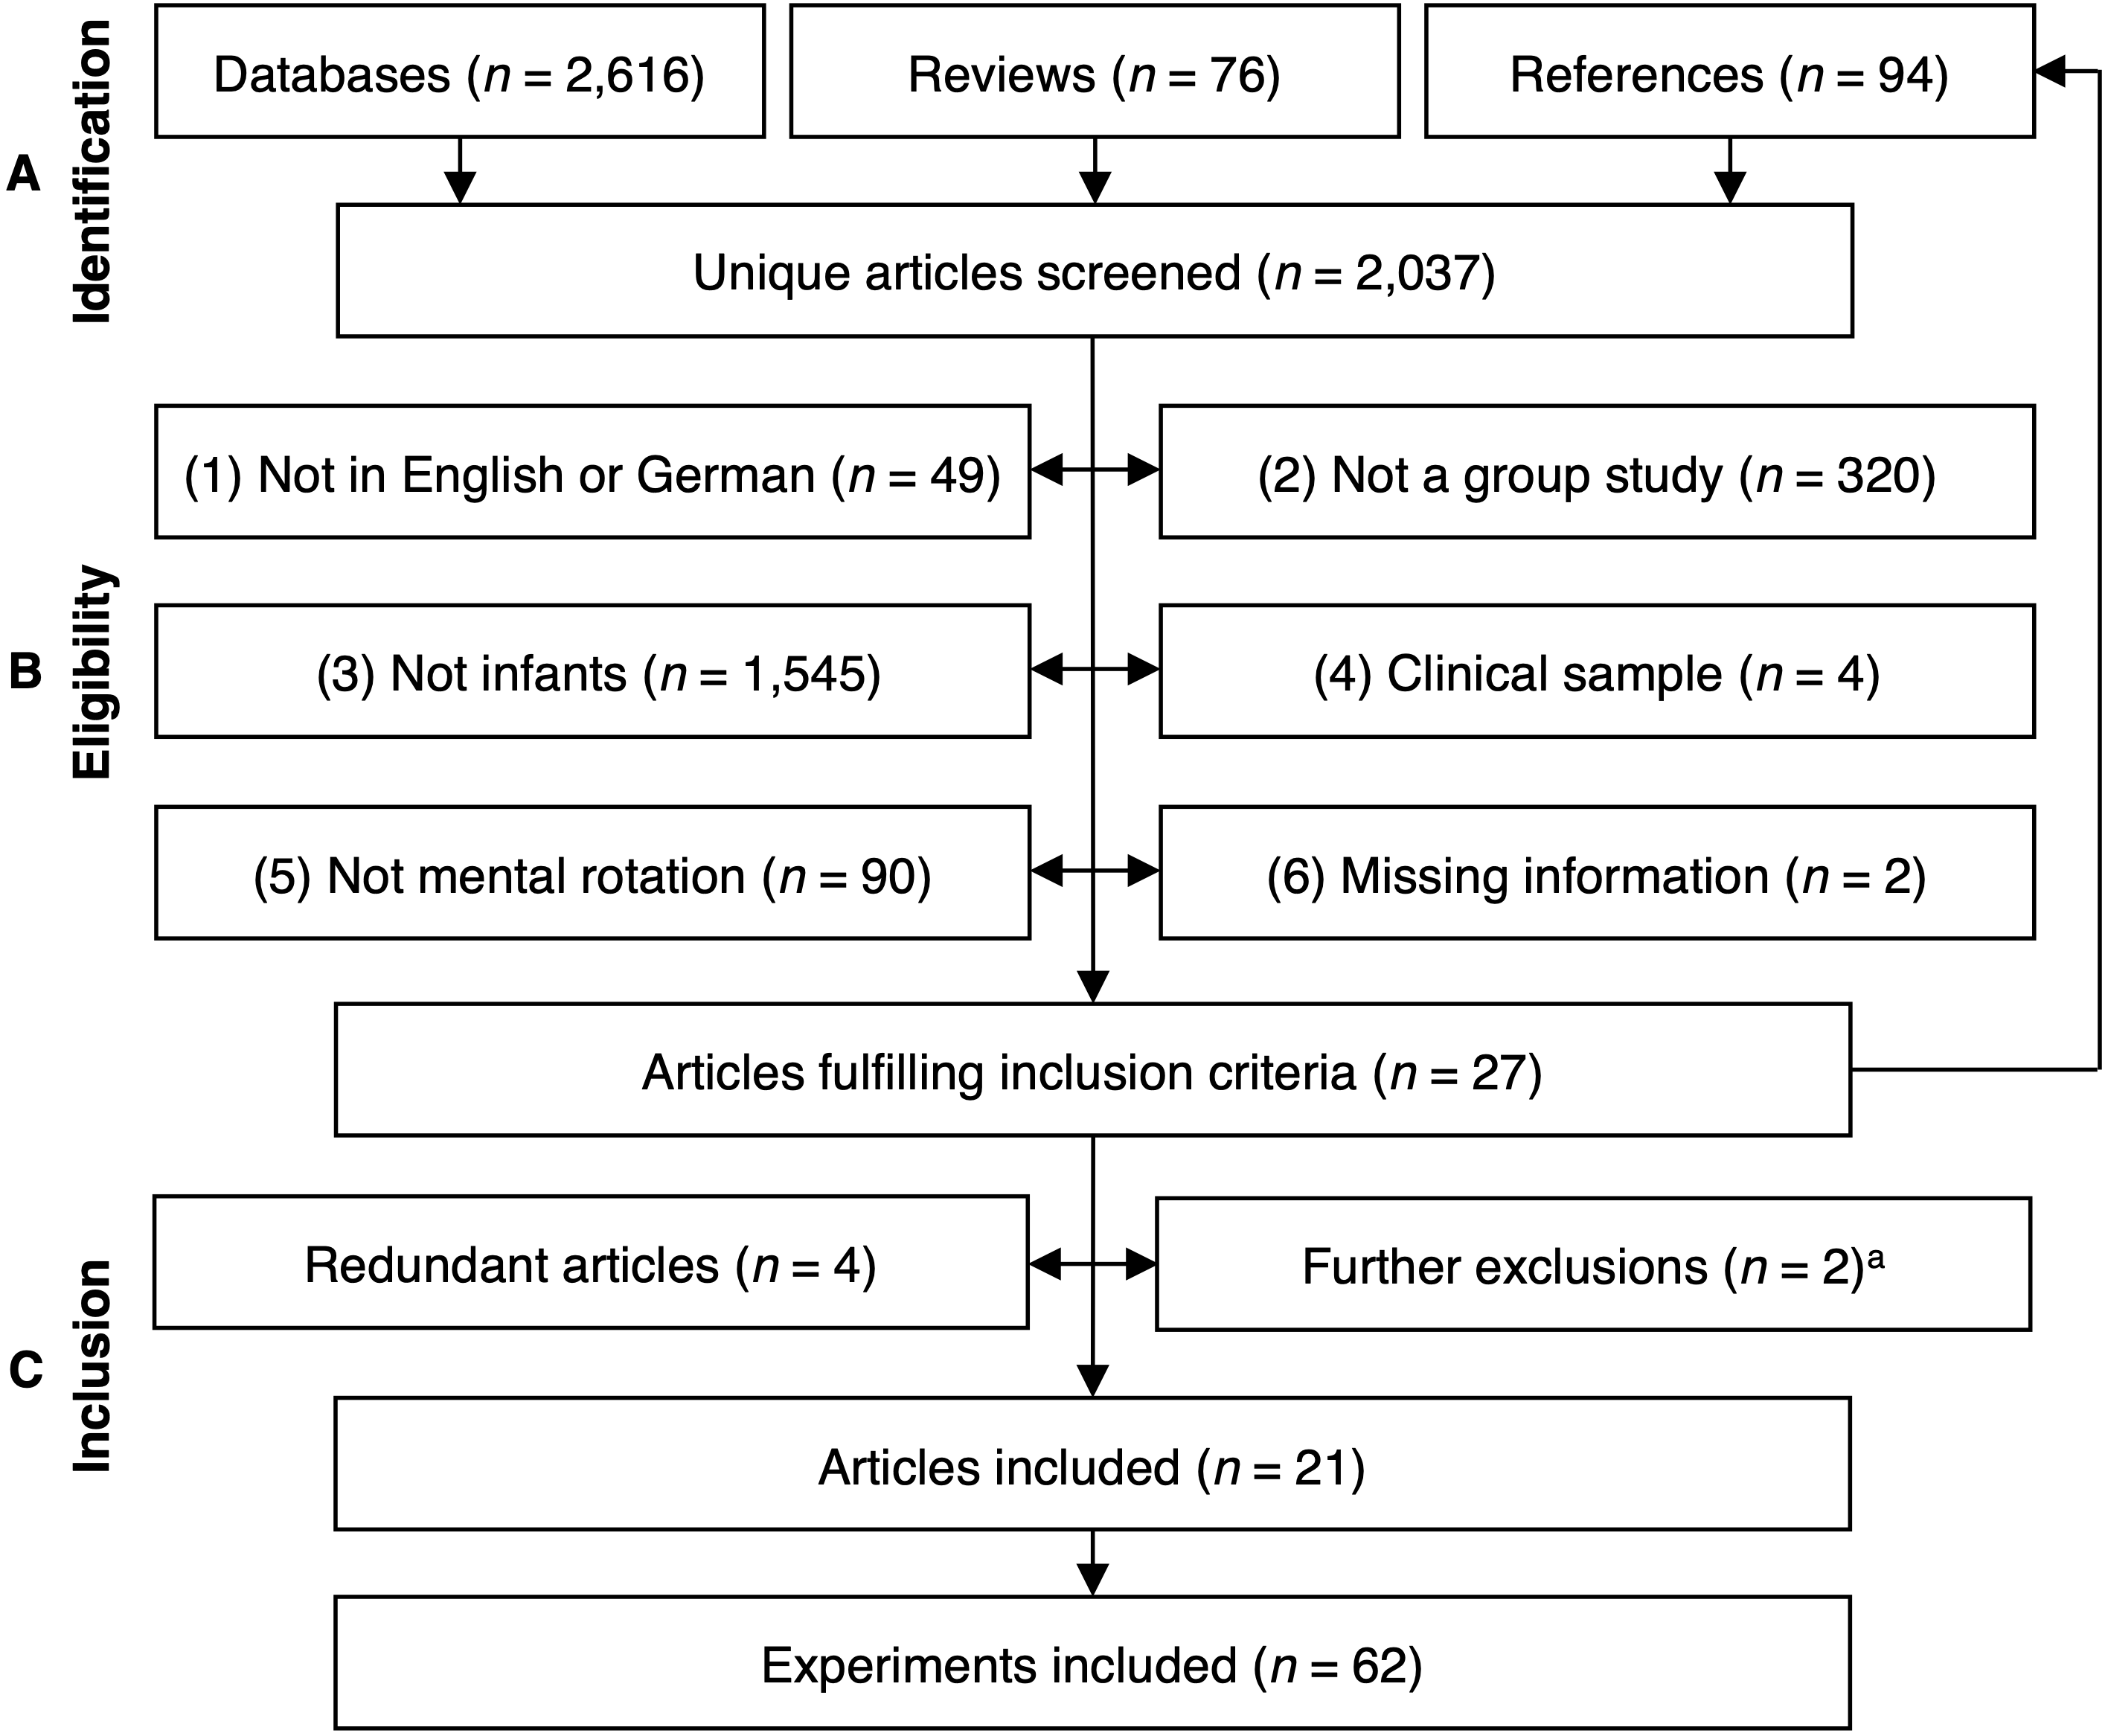 A
Identification
Databases (n = 2,616)
Reviews (n = 76)
References (n = 94)
Unique articles screened (n = 2,037)
B
Eligibility
(1) Not in English or German (n = 49)
(2) Not a group study (n = 320)
(3) Not infants (n = 1,545)
(4) Clinical sample (n = 4)
(5) Not mental rotation (n = 90)
(6) Missing information (n = 2)
Articles fulfilling inclusion criteria (n = 27)
C
Inclusion
Redundant articles (n = 4)
Further exclusions (n = 2)a
Articles included (n = 21)
Experiments included (n = 62)